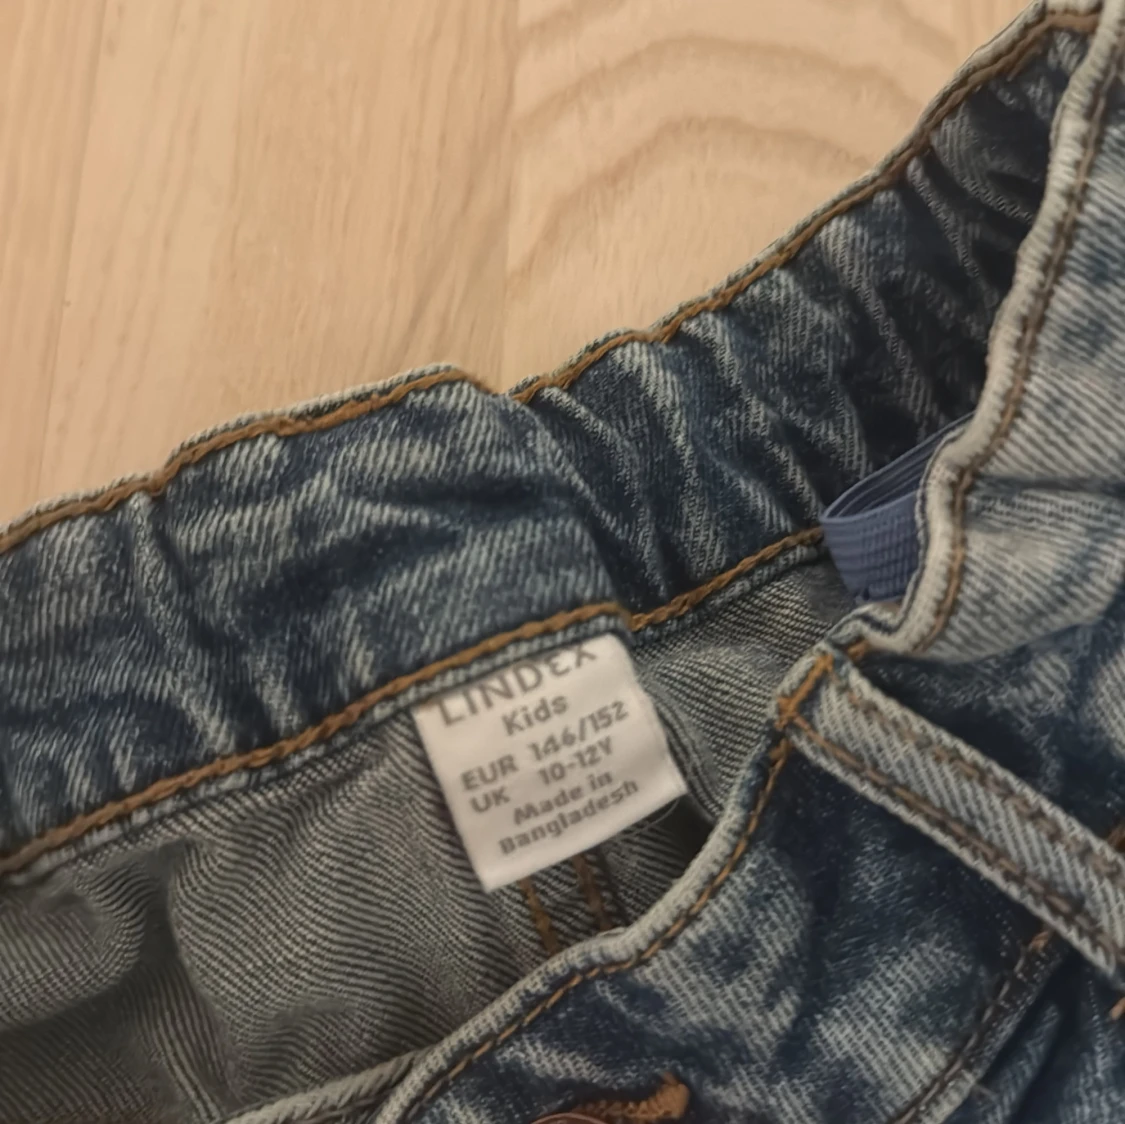 LINDEX
Kids
EUR 146/152
UK 10-12Y
Made in
Bangladesh